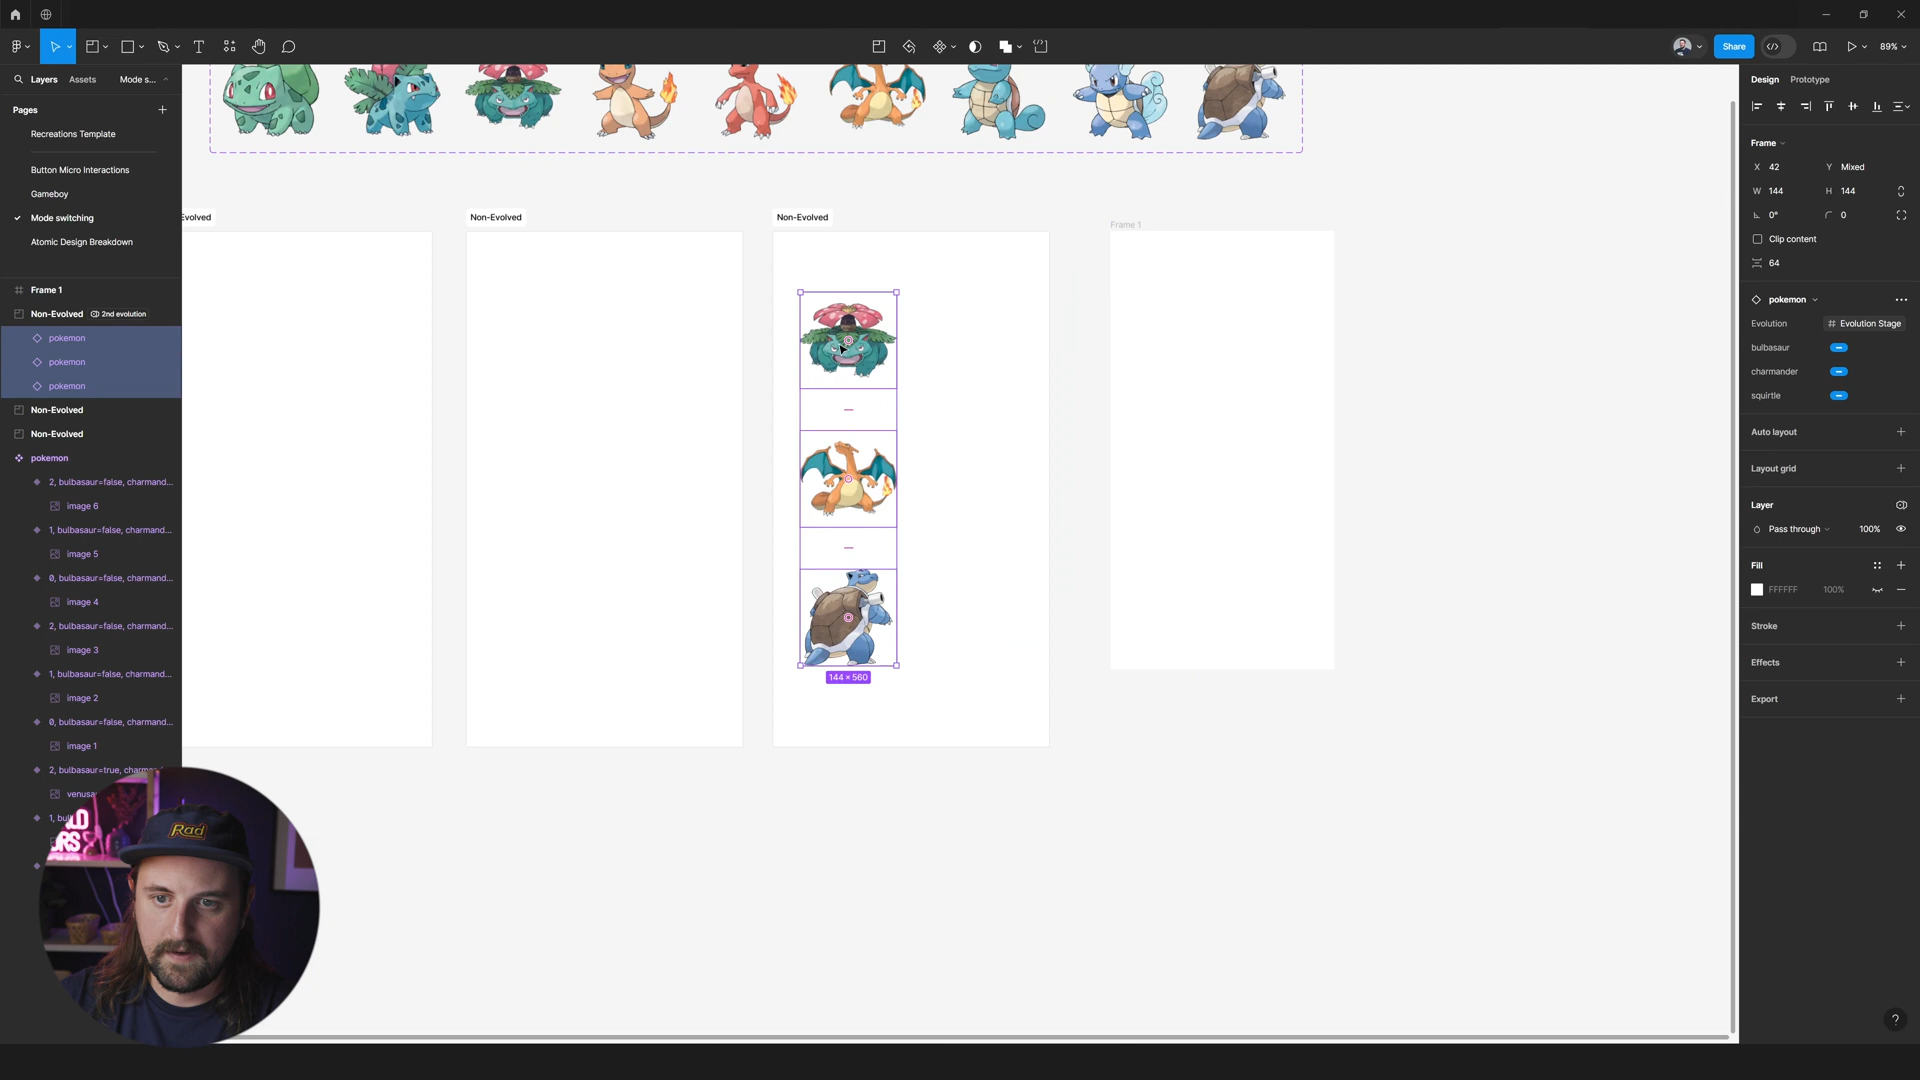 Share
89%
Layers
Assets
Mode s...
Design
Prototype
Pages
Recreations Template
Button Micro Interactions
Gameboy
Mode switching
Atomic Design Breakdown
Frame 1
Non-Evolved
2nd evolution
pokemon
pokemon
pokemon
Non-Evolved
Non-Evolved
pokemon
2, bulbasaur=false, charmand...
image 6
1, bulbasaur=false, charmand...
image 5
0, bulbasaur=false, charmand...
image 4
2, bulbasaur=false, charmand...
image 3
1, bulbasaur=false, charmand...
image 2
0, bulbasaur=false, charmand...
image 1
2, bulbasaur=true, charm
venusa
1, bul
Rad
Evolved
Non-Evolved
Non-Evolved
Frame 1
144 × 560
Frame
X 42
Y Mixed
W 144
H 144
0°
0
Clip content
64
pokemon
Evolution
Evolution Stage
bulbasaur
charmander
squirtle
Auto layout
Layout grid
Layer
Pass through
100%
Fill
FFFFFF
100%
Stroke
Effects
Export
?